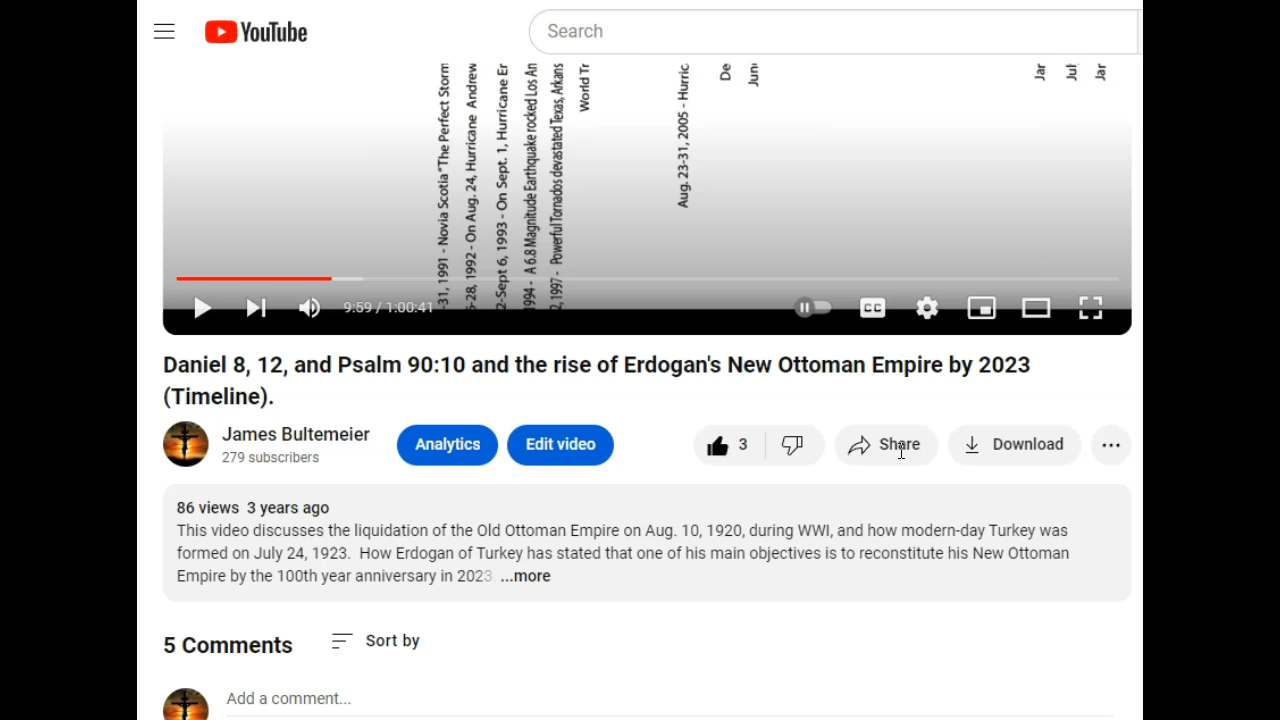 YouTube
Search
-31, 1991 - Novia Scotia "The Perfect Storm
-28, 1992 - On Aug. 24, Hurricane Andrew
2-Sept 6, 1993 - On Sept. 1, Hurricane Er
1994 - A 6.8 Magnitude Earthquake rocked Los An
2, 1997 - Powerful Tornados devastated Texas, Arkans
World Tr
Aug. 23-31, 2005 - Hurric
De
Jun
Jar
Jul
Jar
9:59 / 1:00:41
CC
Daniel 8, 12, and Psalm 90:10 and the rise of Erdogan's New Ottoman Empire by 2023
(Timeline).
James Bultemeier
279 subscribers
Analytics
Edit video
3
Share
Download
86 views 3 years ago
This video discusses the liquidation of the Old Ottoman Empire on Aug. 10, 1920, during WWI, and how modern-day Turkey was
formed on July 24, 1923. How Erdogan of Turkey has stated that one of his main objectives is to reconstitute his New Ottoman
Empire by the 100th year anniversary in 2023 ...more
5 Comments
Sort by
Add a comment...